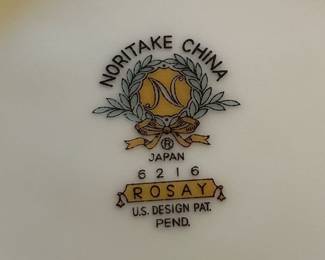 NORITAKE CHINA
N
®
JAPAN
6216
ROSAY
U.S. DESIGN PAT.
PEND.